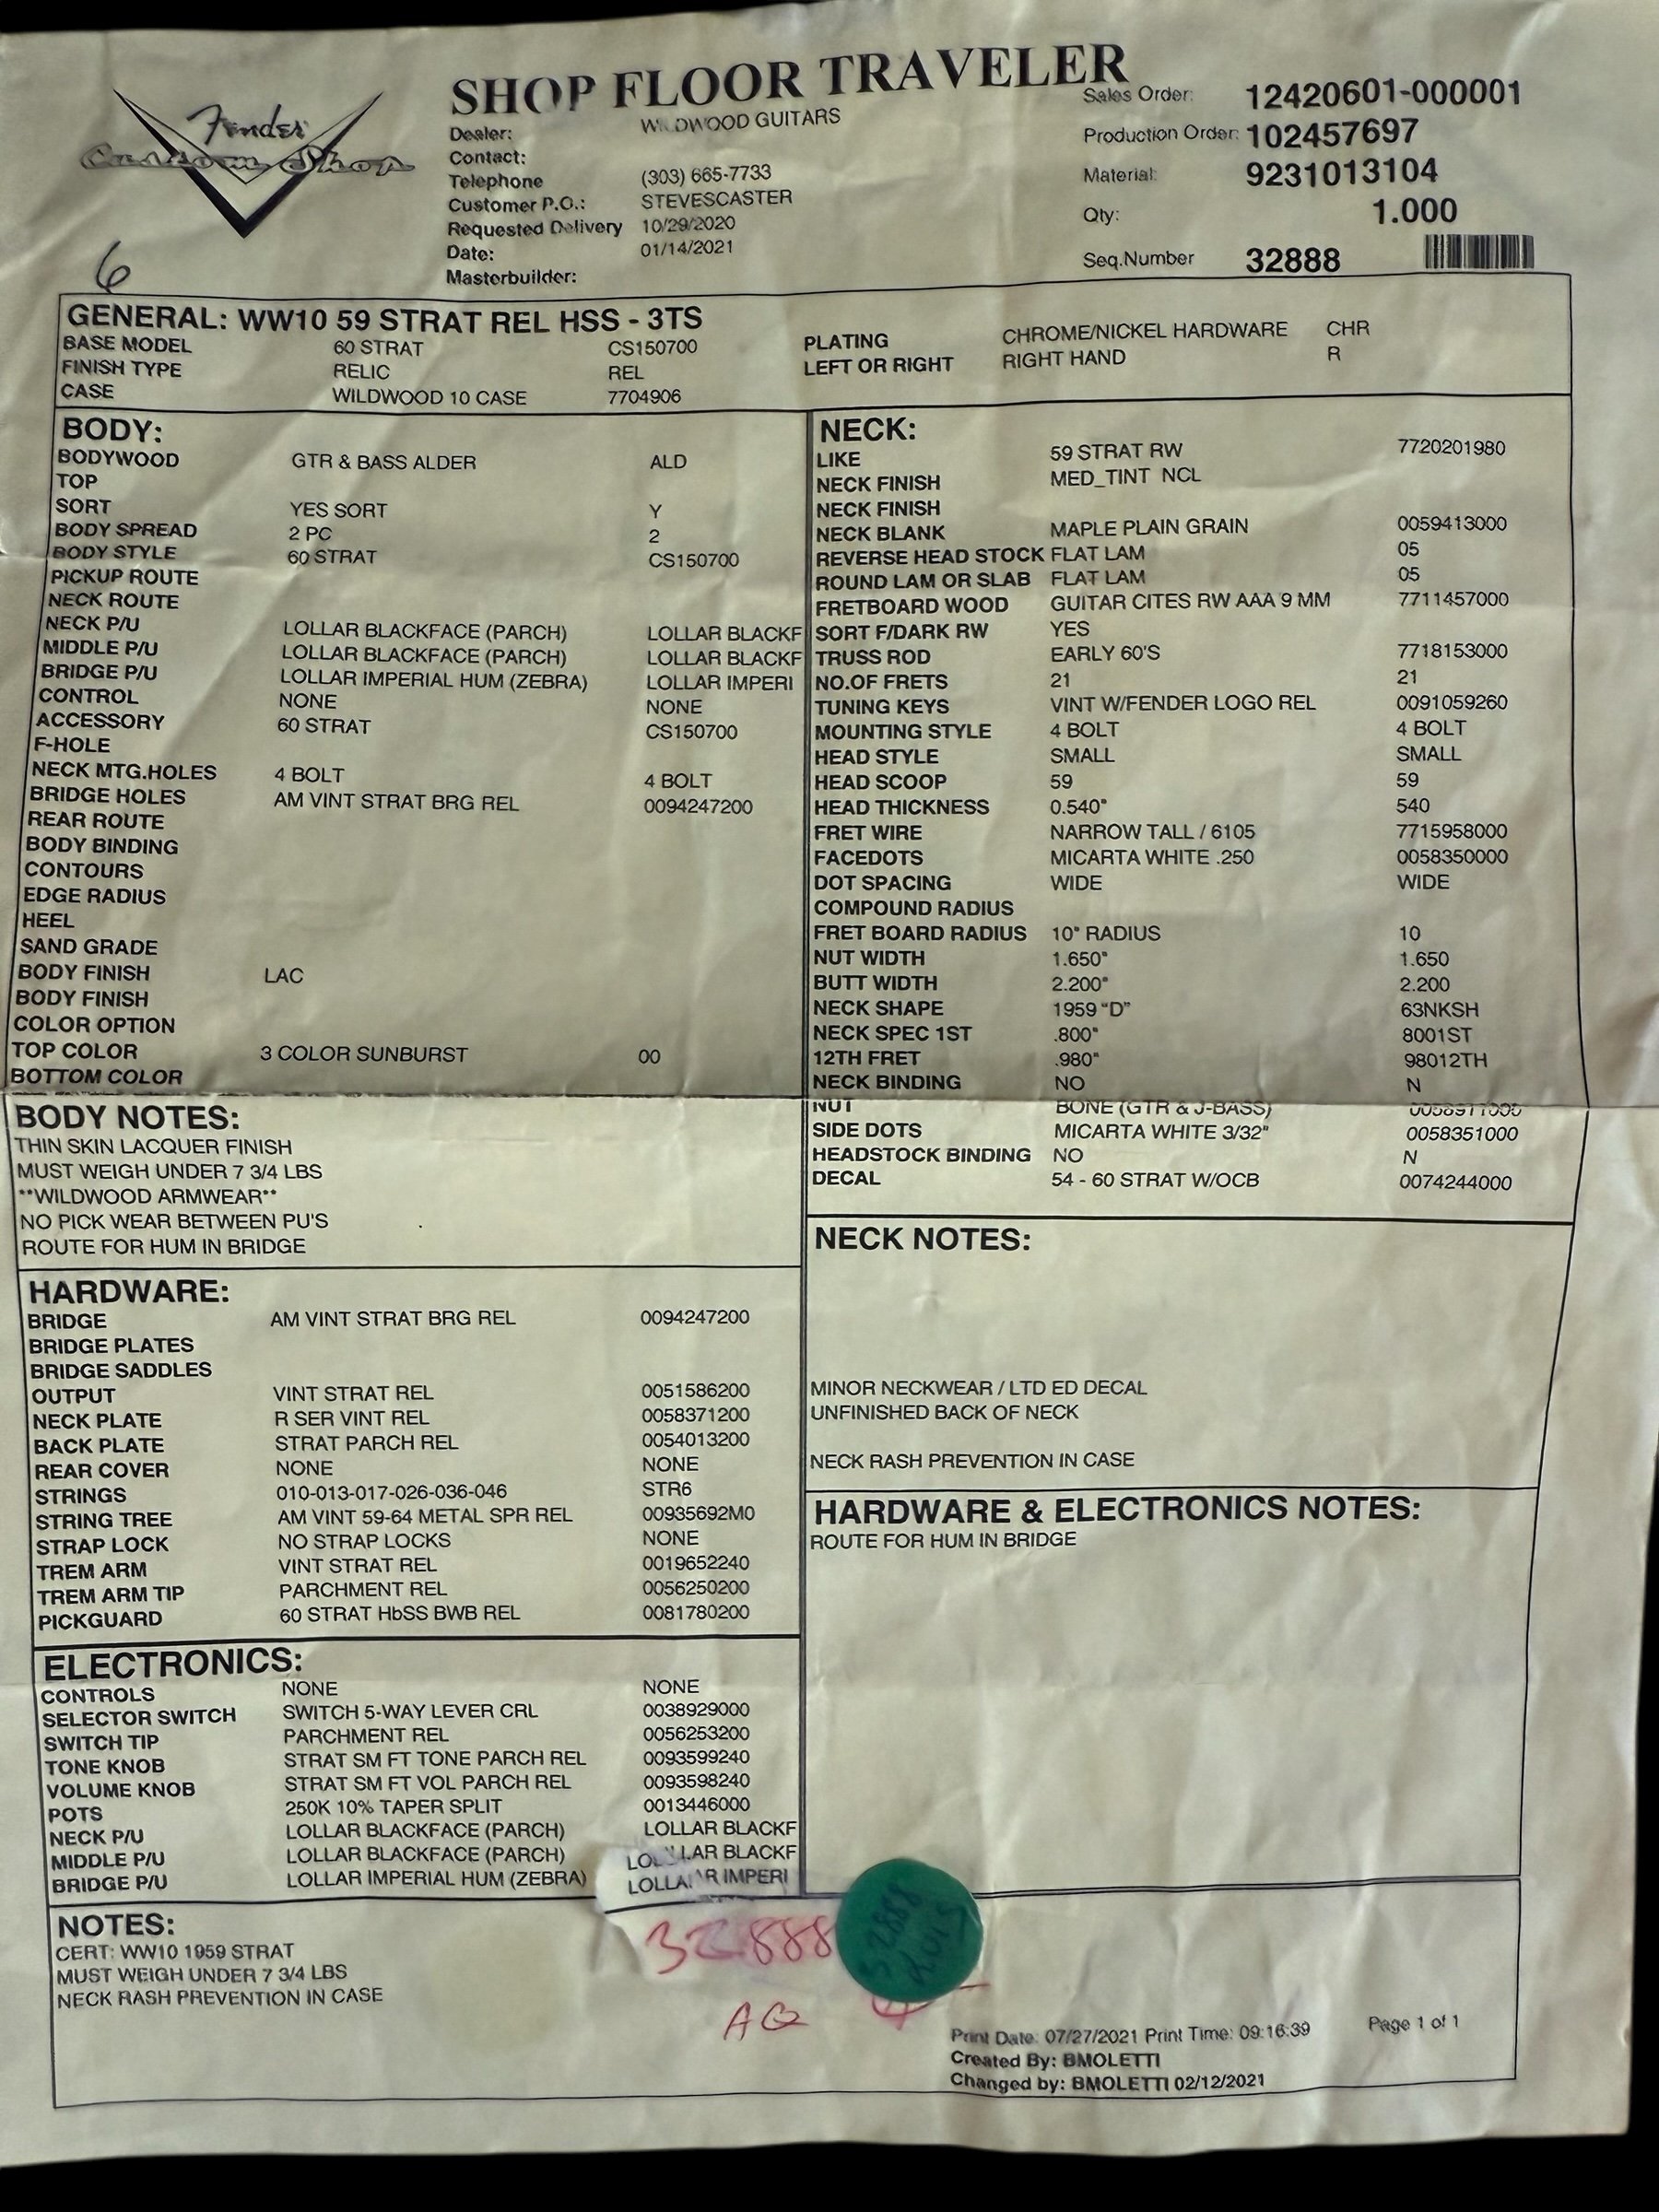 Fender
Custom Shop
SHOP FLOOR TRAVELER
Dealer: WILDWOOD GUITARS
Contact:
Telephone (303) 665-7733
Customer P.O.: STEVESCASTER
Requested Delivery 10/29/2020
Date: 01/14/2021
Masterbuilder:
Sales Order: 12420601-000001
Production Order: 102457697
Material: 9231013104
Qty: 1.000
Seq.Number 32888
6
GENERAL: WW10 59 STRAT REL HSS - 3TS
BASE MODEL 60 STRAT CS150700
FINISH TYPE RELIC REL
CASE WILDWOOD 10 CASE 7704906
PLATING CHROME/NICKEL HARDWARE CHR
LEFT OR RIGHT RIGHT HAND R
BODY:
BODYWOOD GTR & BASS ALDER ALD
TOP
SORT YES SORT Y
BODY SPREAD 2 PC 2
BODY STYLE 60 STRAT CS150700
PICKUP ROUTE
NECK ROUTE
NECK P/U LOLLAR BLACKFACE (PARCH) LOLLAR BLACKF
MIDDLE P/U LOLLAR BLACKFACE (PARCH) LOLLAR BLACKF
BRIDGE P/U LOLLAR IMPERIAL HUM (ZEBRA) LOLLAR IMPERI
CONTROL NONE NONE
ACCESSORY 60 STRAT CS150700
F-HOLE
NECK MTG.HOLES 4 BOLT 4 BOLT
BRIDGE HOLES AM VINT STRAT BRG REL 0094247200
REAR ROUTE
BODY BINDING
CONTOURS
EDGE RADIUS
HEEL
SAND GRADE
BODY FINISH LAC
BODY FINISH
COLOR OPTION
TOP COLOR 3 COLOR SUNBURST 00
BOTTOM COLOR
NECK:
LIKE 59 STRAT RW 7720201980
NECK FINISH MED_TINT NCL
NECK FINISH
NECK BLANK MAPLE PLAIN GRAIN 0059413000
REVERSE HEAD STOCK FLAT LAM 05
ROUND LAM OR SLAB FLAT LAM 05
FRETBOARD WOOD GUITAR CITES RW AAA 9 MM 7711457000
SORT F/DARK RW YES
TRUSS ROD EARLY 60'S 7718153000
NO.OF FRETS 21 21
TUNING KEYS VINT W/FENDER LOGO REL 0091059260
MOUNTING STYLE 4 BOLT 4 BOLT
HEAD STYLE SMALL SMALL
HEAD SCOOP 59 59
HEAD THICKNESS 0.540" 540
FRET WIRE NARROW TALL / 6105 7715958000
FACEDOTS MICARTA WHITE .250 0058350000
DOT SPACING WIDE WIDE
COMPOUND RADIUS
FRET BOARD RADIUS 10" RADIUS 10
NUT WIDTH 1.650" 1.650
BUTT WIDTH 2.200" 2.200
NECK SHAPE 1959 "D" 63NKSH
NECK SPEC 1ST .800" 8001ST
12TH FRET .980" 98012TH
NECK BINDING NO N
NUT BONE (GTR & J-BASS)
SIDE DOTS MICARTA WHITE 3/32" 0058351000
HEADSTOCK BINDING NO N
DECAL 54 - 60 STRAT W/OCB 0074244000
BODY NOTES:
THIN SKIN LACQUER FINISH
MUST WEIGH UNDER 7 3/4 LBS
**WILDWOOD ARMWEAR**
NO PICK WEAR BETWEEN PU'S
ROUTE FOR HUM IN BRIDGE
HARDWARE:
BRIDGE AM VINT STRAT BRG REL 0094247200
BRIDGE PLATES
BRIDGE SADDLES
OUTPUT VINT STRAT REL 0051586200
NECK PLATE R SER VINT REL 0058371200
BACK PLATE STRAT PARCH REL 0054013200
REAR COVER NONE NONE
STRINGS 010-013-017-026-036-046 STR6
STRING TREE AM VINT 59-64 METAL SPR REL 00935692M0
STRAP LOCK NO STRAP LOCKS NONE
TREM ARM VINT STRAT REL 0019652240
TREM ARM TIP PARCHMENT REL 0056250200
PICKGUARD 60 STRAT HbSS BWB REL 0081780200
NECK NOTES:
MINOR NECKWEAR / LTD ED DECAL
UNFINISHED BACK OF NECK
NECK RASH PREVENTION IN CASE
HARDWARE & ELECTRONICS NOTES:
ROUTE FOR HUM IN BRIDGE
ELECTRONICS:
CONTROLS NONE NONE
SELECTOR SWITCH SWITCH 5-WAY LEVER CRL 0038929000
SWITCH TIP PARCHMENT REL 0056253200
TONE KNOB STRAT SM FT TONE PARCH REL 0093599240
VOLUME KNOB STRAT SM FT VOL PARCH REL 0093598240
POTS 250K 10% TAPER SPLIT 0013446000
NECK P/U LOLLAR BLACKFACE (PARCH) LOLLAR BLACKF
MIDDLE P/U LOLLAR BLACKFACE (PARCH) LOLLAR BLACKF
BRIDGE P/U LOLLAR IMPERIAL HUM (ZEBRA) LOLLAR IMPERI
NOTES:
CERT: WW10 1959 STRAT
MUST WEIGH UNDER 7 3/4 LBS
NECK RASH PREVENTION IN CASE
32888
32888
AG
Print Date: 07/27/2021 Print Time: 09:16:39 Page 1 of 1
Created By: BMOLETTI
Changed by: BMOLETTI 02/12/2021